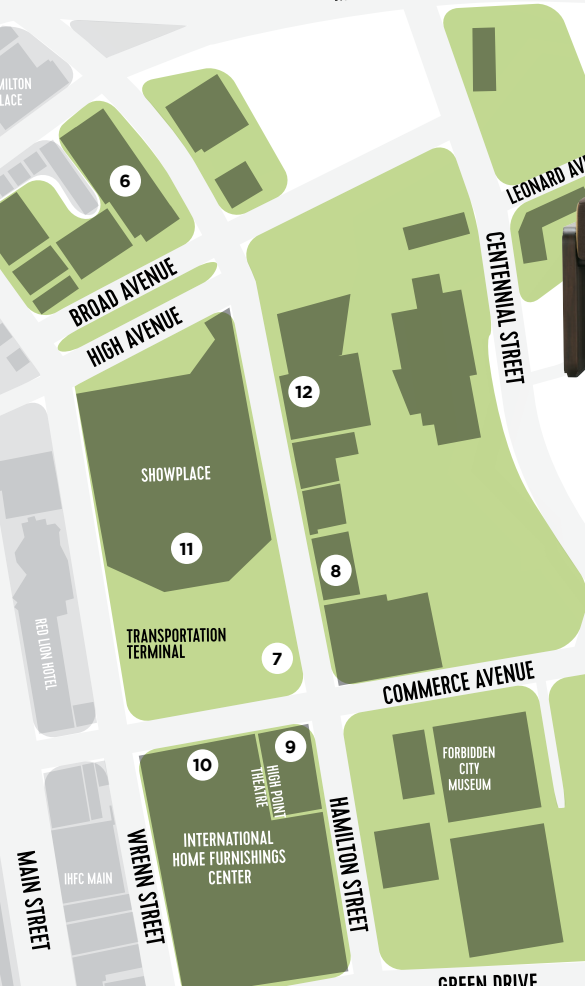 MILTON
LACE
6
LEONARD AV
BROAD AVENUE
HIGH AVENUE
CENTENNIAL STREET
12
SHOWPLACE
11
8
RED LION HOTEL
TRANSPORTATION
TERMINAL
7
COMMERCE AVENUE
10
9
HIGH POINT
THEATRE
FORBIDDEN
CITY
MUSEUM
INTERNATIONAL
HOME FURNISHINGS
CENTER
HAMILTON STREET
WRENN STREET
MAIN STREET
IHFC MAIN
GREEN DRIVE